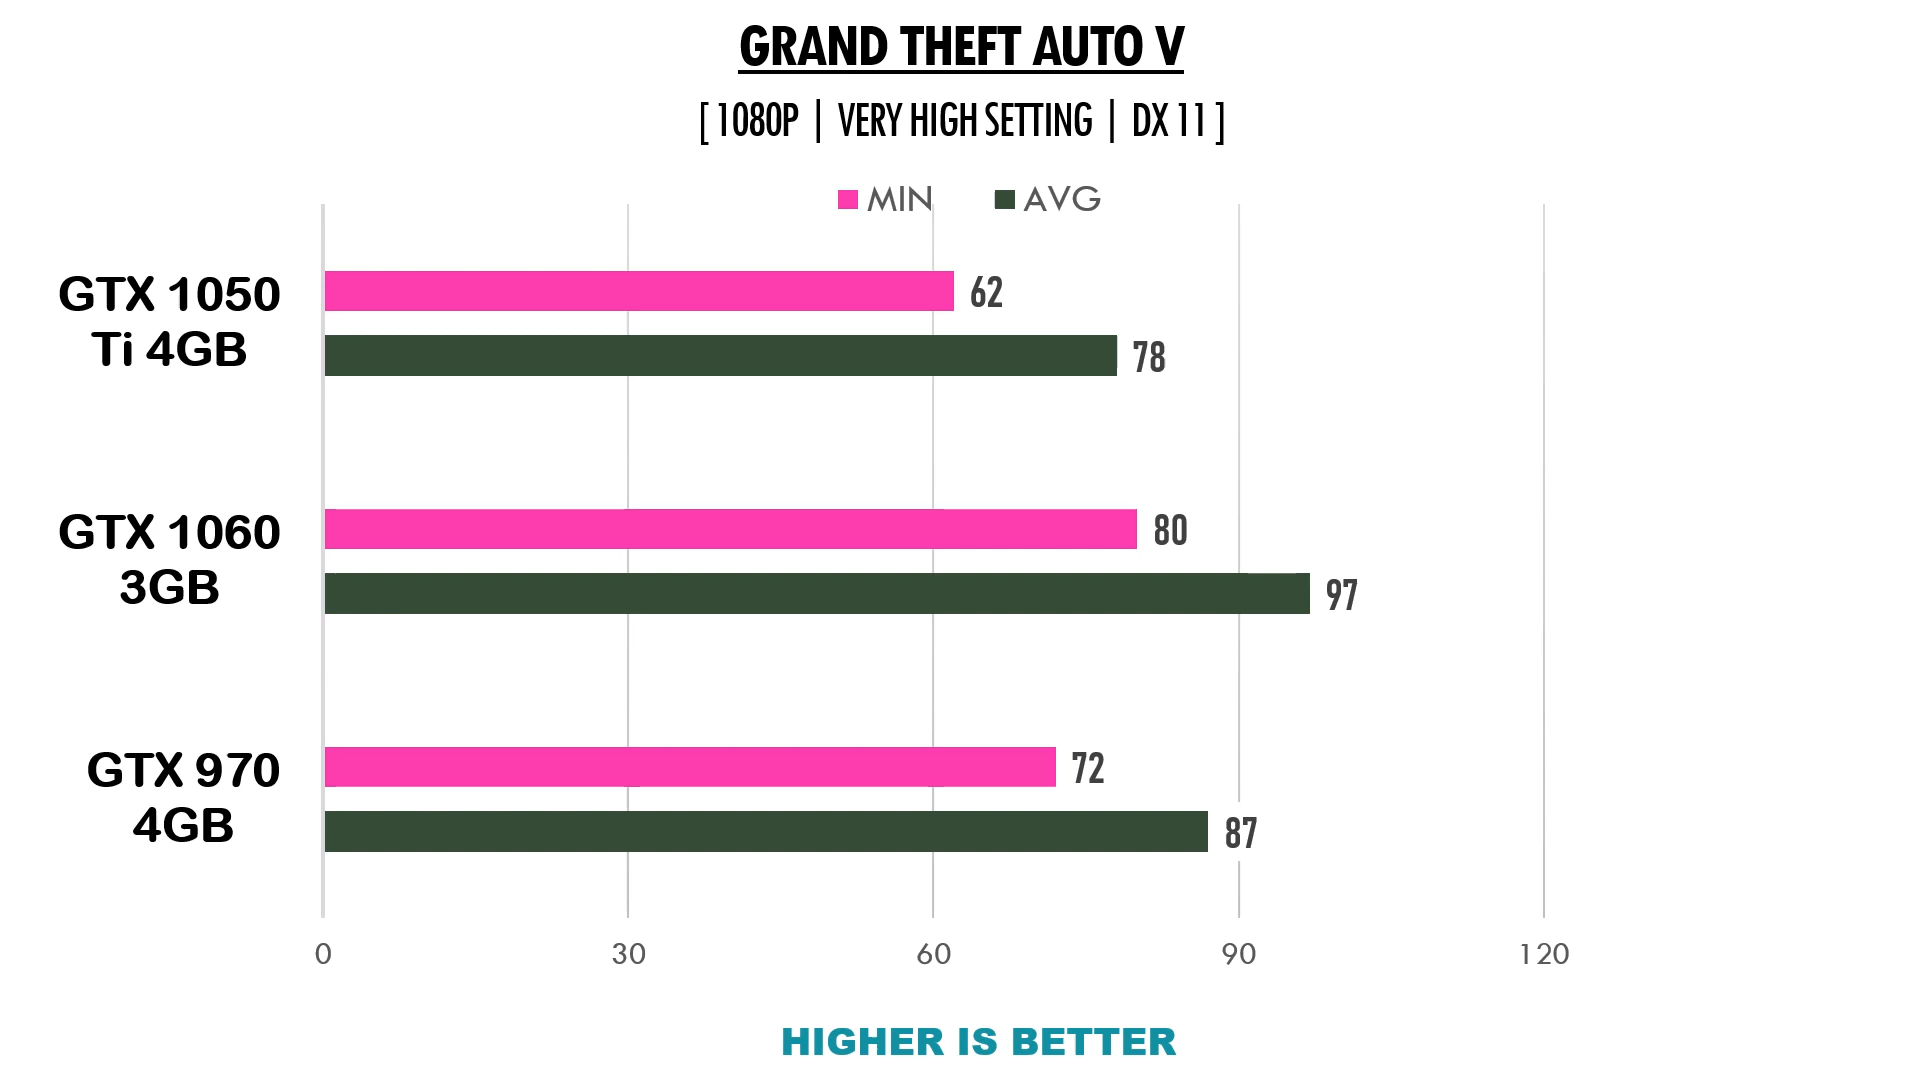 GRAND THEFT AUTO V
[ 1080P | VERY HIGH SETTING | DX 11 ]
MIN AVG
GTX 1050
Ti 4GB
62
78
GTX 1060
3GB
80
97
GTX 970
4GB
72
87
0 30 60 90 120
HIGHER IS BETTER